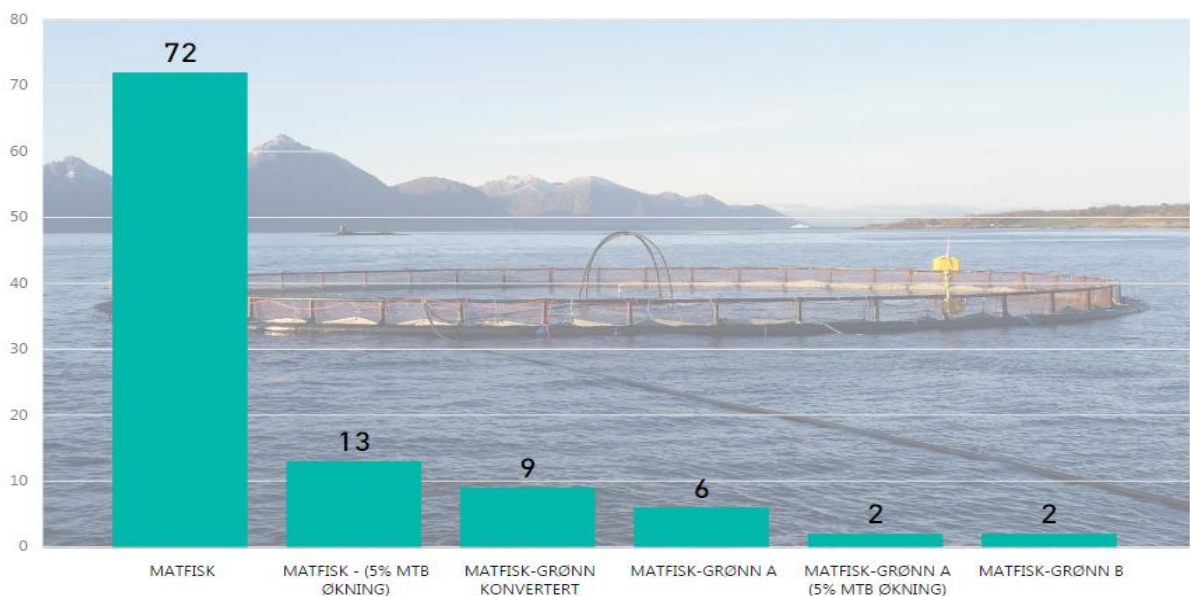 80
70
60
50
40
30
20
10
0
72
13
9
6
2
2
MATFISK
MATFISK - (5% MTB
ØKNING)
MATFISK-GRØNN
KONVERTERT
MATFISK-GRØNN A
MATFISK-GRØNN A
(5% MTB ØKNING)
MATFISK-GRØNN B